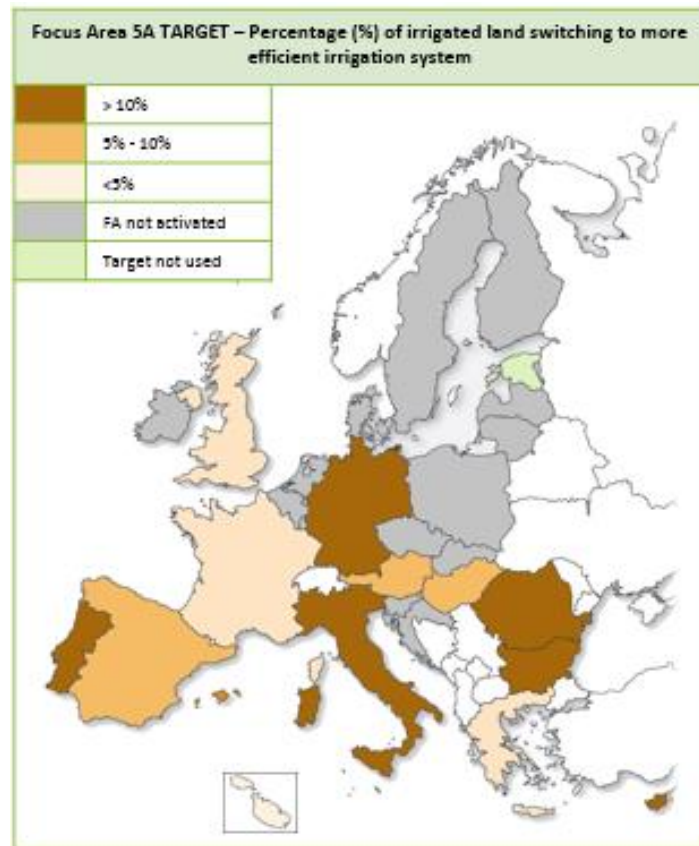 Focus Area 5A TARGET – Percentage (%) of irrigated land switching to more
efficient irrigation system
> 10%
5% - 10%
<5%
FA not activated
Target not used